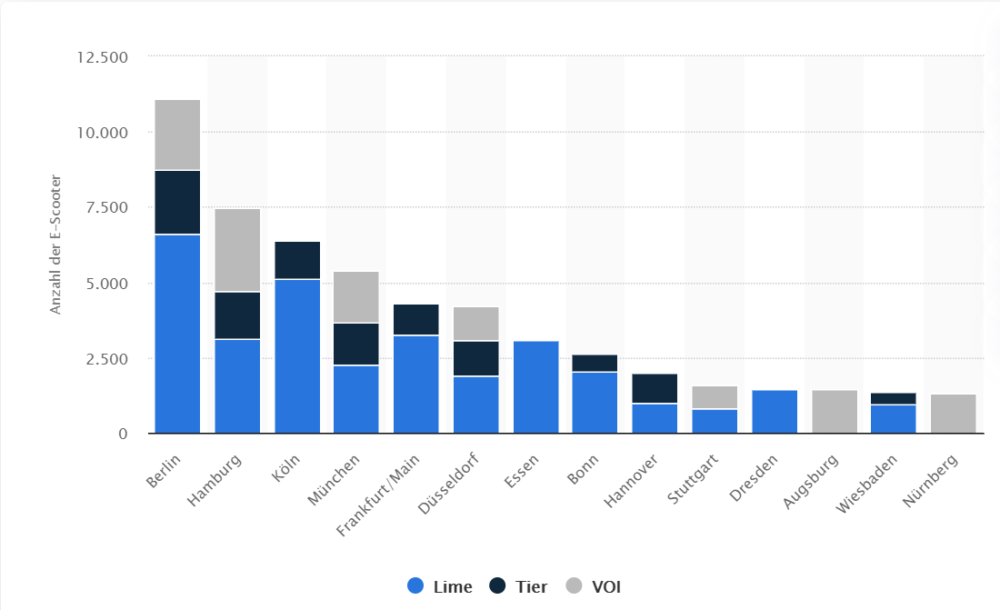 12.500
10.000
7.500
5.000
2.500
0
Anzahl der E-Scooter
Berlin
Hamburg
Köln
München
Frankfurt/Main
Düsseldorf
Essen
Bonn
Hannover
Stuttgart
Dresden
Augsburg
Wiesbaden
Nürnberg
Lime Tier VOI